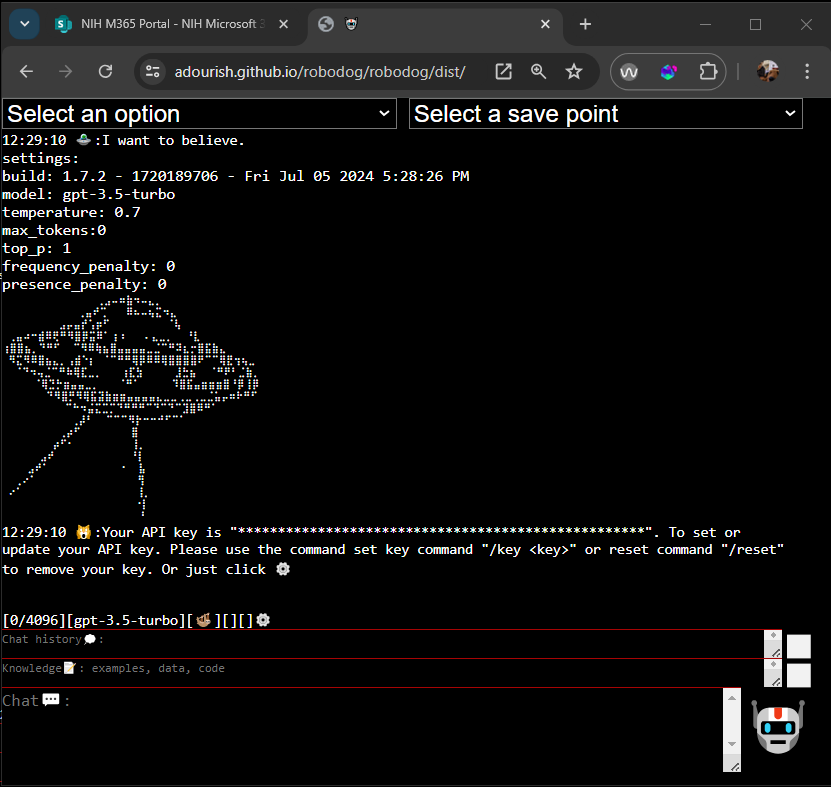 NIH M365 Portal - NIH Microsoft 3
adourish.github.io/robodog/robodog/dist/
Select an option
Select a save point
12:29:10 🛸:I want to believe.
settings:
build: 1.7.2 - 1720189706 - Fri Jul 05 2024 5:28:26 PM
model: gpt-3.5-turbo
temperature: 0.7
max_tokens:0
top_p: 1
frequency_penalty: 0
presence_penalty: 0
12:29:10 🙀:Your API key is "***************************************************". To set or
update your API key. Please use the command set key command "/key <key>" or reset command "/reset"
to remove your key. Or just click ⚙️
[0/4096][gpt-3.5-turbo][🦥][][]⚙️
Chat history💭:
Knowledge📝: examples, data, code
Chat💬: